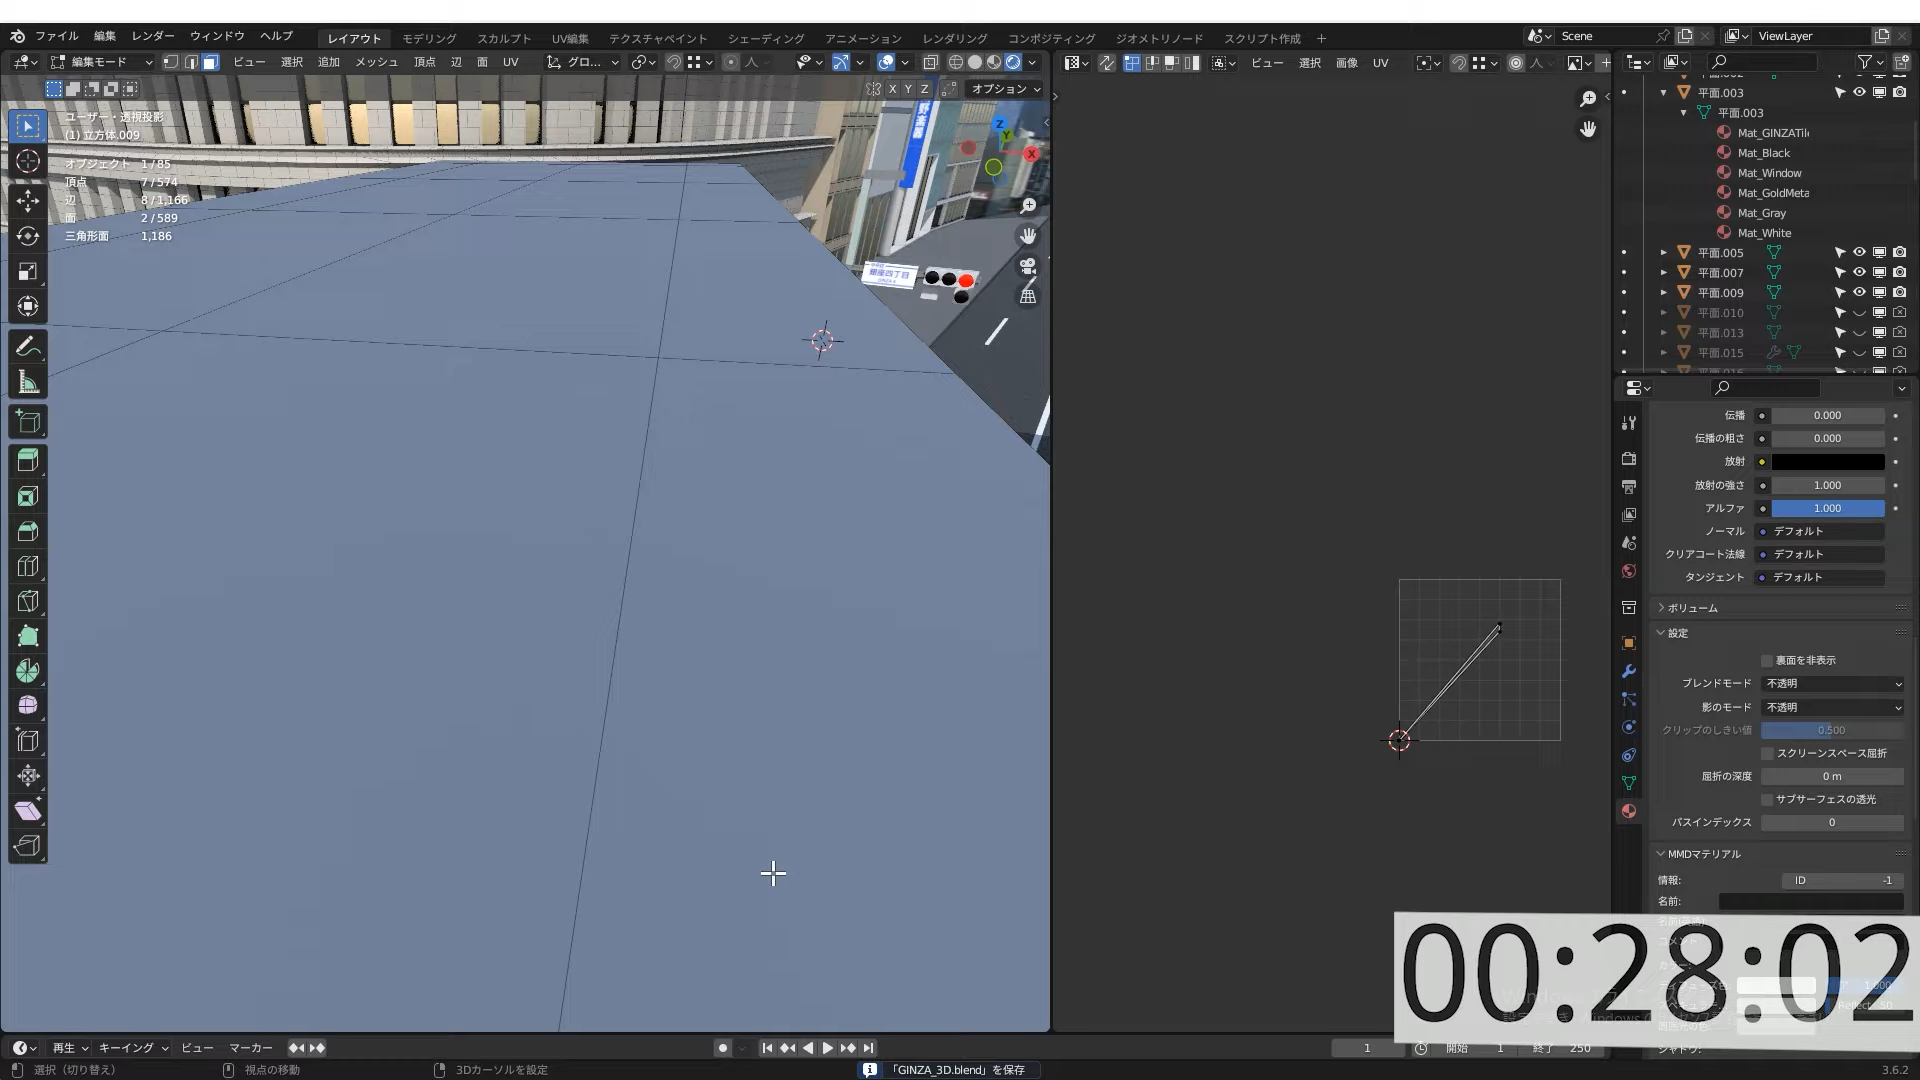 ファイル 編集 レンダー ウィンドウ ヘルプ レイアウト モデリング スカルプト UV編集 テクスチャペイント シェーディング アニメーション レンダリング コンポジティング ジオメトリノード スクリプト作成 + Scene ViewLayer
編集モード ビュー 選択 追加 メッシュ 頂点 辺 面 UV グロ... ビュー 選択 画像 UV
X Y Z オプション
ユーザー・透視投影
(1) 立方体.009
オブジェクト 1/85
頂点 7/574
辺 8/1,166
面 2/589
三角形面 1,186
Z
Y
X
銀座四丁目
平面.003
平面.003
Mat_GINZATil
Mat_Black
Mat_Window
Mat_GoldMeta
Mat_Gray
Mat_White
平面.005
平面.007
平面.009
平面.010
平面.013
平面.015
伝播 0.000
伝播の粗さ 0.000
放射
放射の強さ 1.000
アルファ 1.000
ノーマル デフォルト
クリアコート法線 デフォルト
タンジェント デフォルト
ボリューム
設定
裏面を非表示
ブレンドモード 不透明
影のモード 不透明
クリップのしきい値 0.500
スクリーンスペース屈折
屈折の深度 0 m
サブサーフェスの透光
パスインデックス 0
MMDマテリアル
情報: ID -1
名前:
00:28:02
再生 キーイング ビュー マーカー 1 開始 1 終了 250
シャドウ:
選択（切り替え） 視点の移動 3Dカーソルを設定 「GINZA_3D.blend」を保存 3.6.2